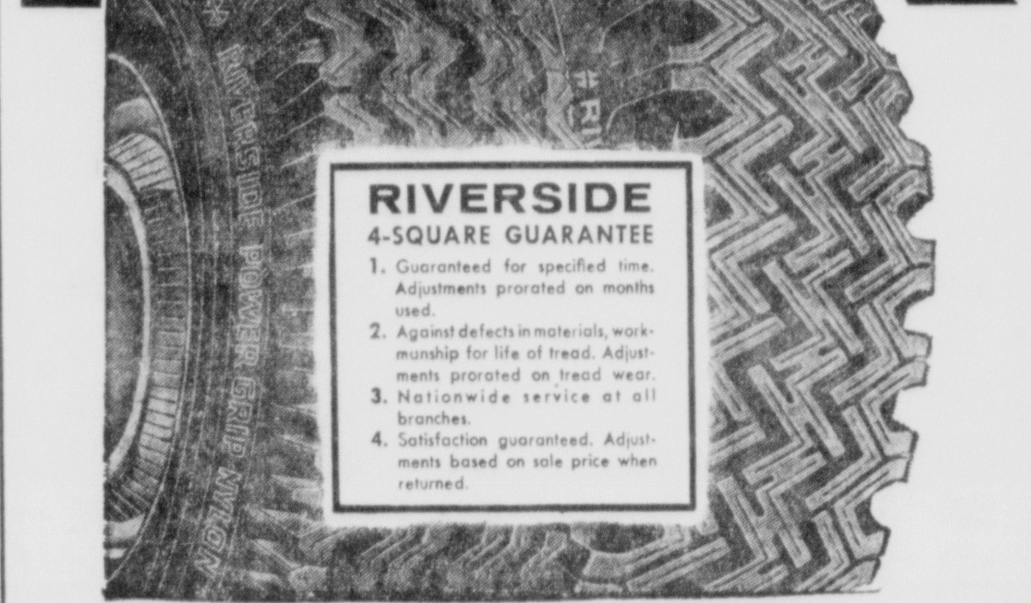 RIVERSIDE POWER GRIP NYLON
RIV
RIVERSIDE
4-SQUARE GUARANTEE
1. Guaranteed for specified time.
Adjustments prorated on months
used.
2. Against defects in materials, work-
manship for life of tread. Adjust-
ments prorated on tread wear.
3. Nationwide service at all
branches.
4. Satisfaction guaranteed. Adjust-
ments based on sale price when
returned.